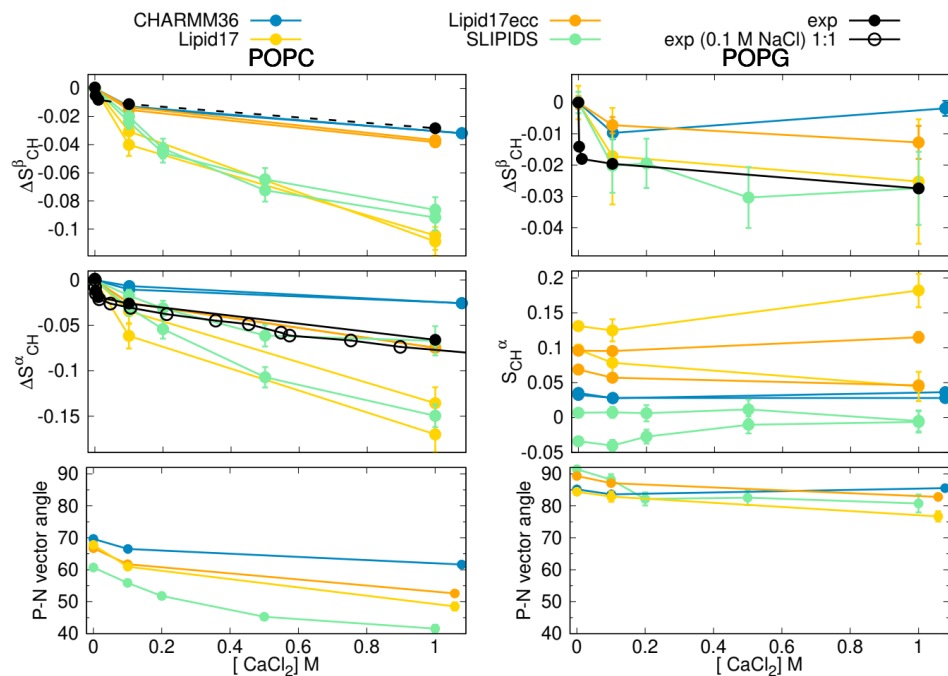 CHARMM36 Lipid17ecc exp
Lipid17 SLIPIDS exp (0.1 M NaCl) 1:1
POPC POPG
ΔS^β_CH
0
-0.02
-0.04
-0.06
-0.08
-0.1
ΔS^β_CH
0
-0.01
-0.02
-0.03
-0.04
ΔS^α_CH
0
-0.05
-0.1
-0.15
S_CH^α
0.2
0.15
0.1
0.05
0
-0.05
P-N vector angle
90
80
70
60
50
40
0 0.2 0.4 0.6 0.8 1
[ CaCl₂] M
P-N vector angle
90
80
70
60
50
40
0 0.2 0.4 0.6 0.8 1
[ CaCl₂] M